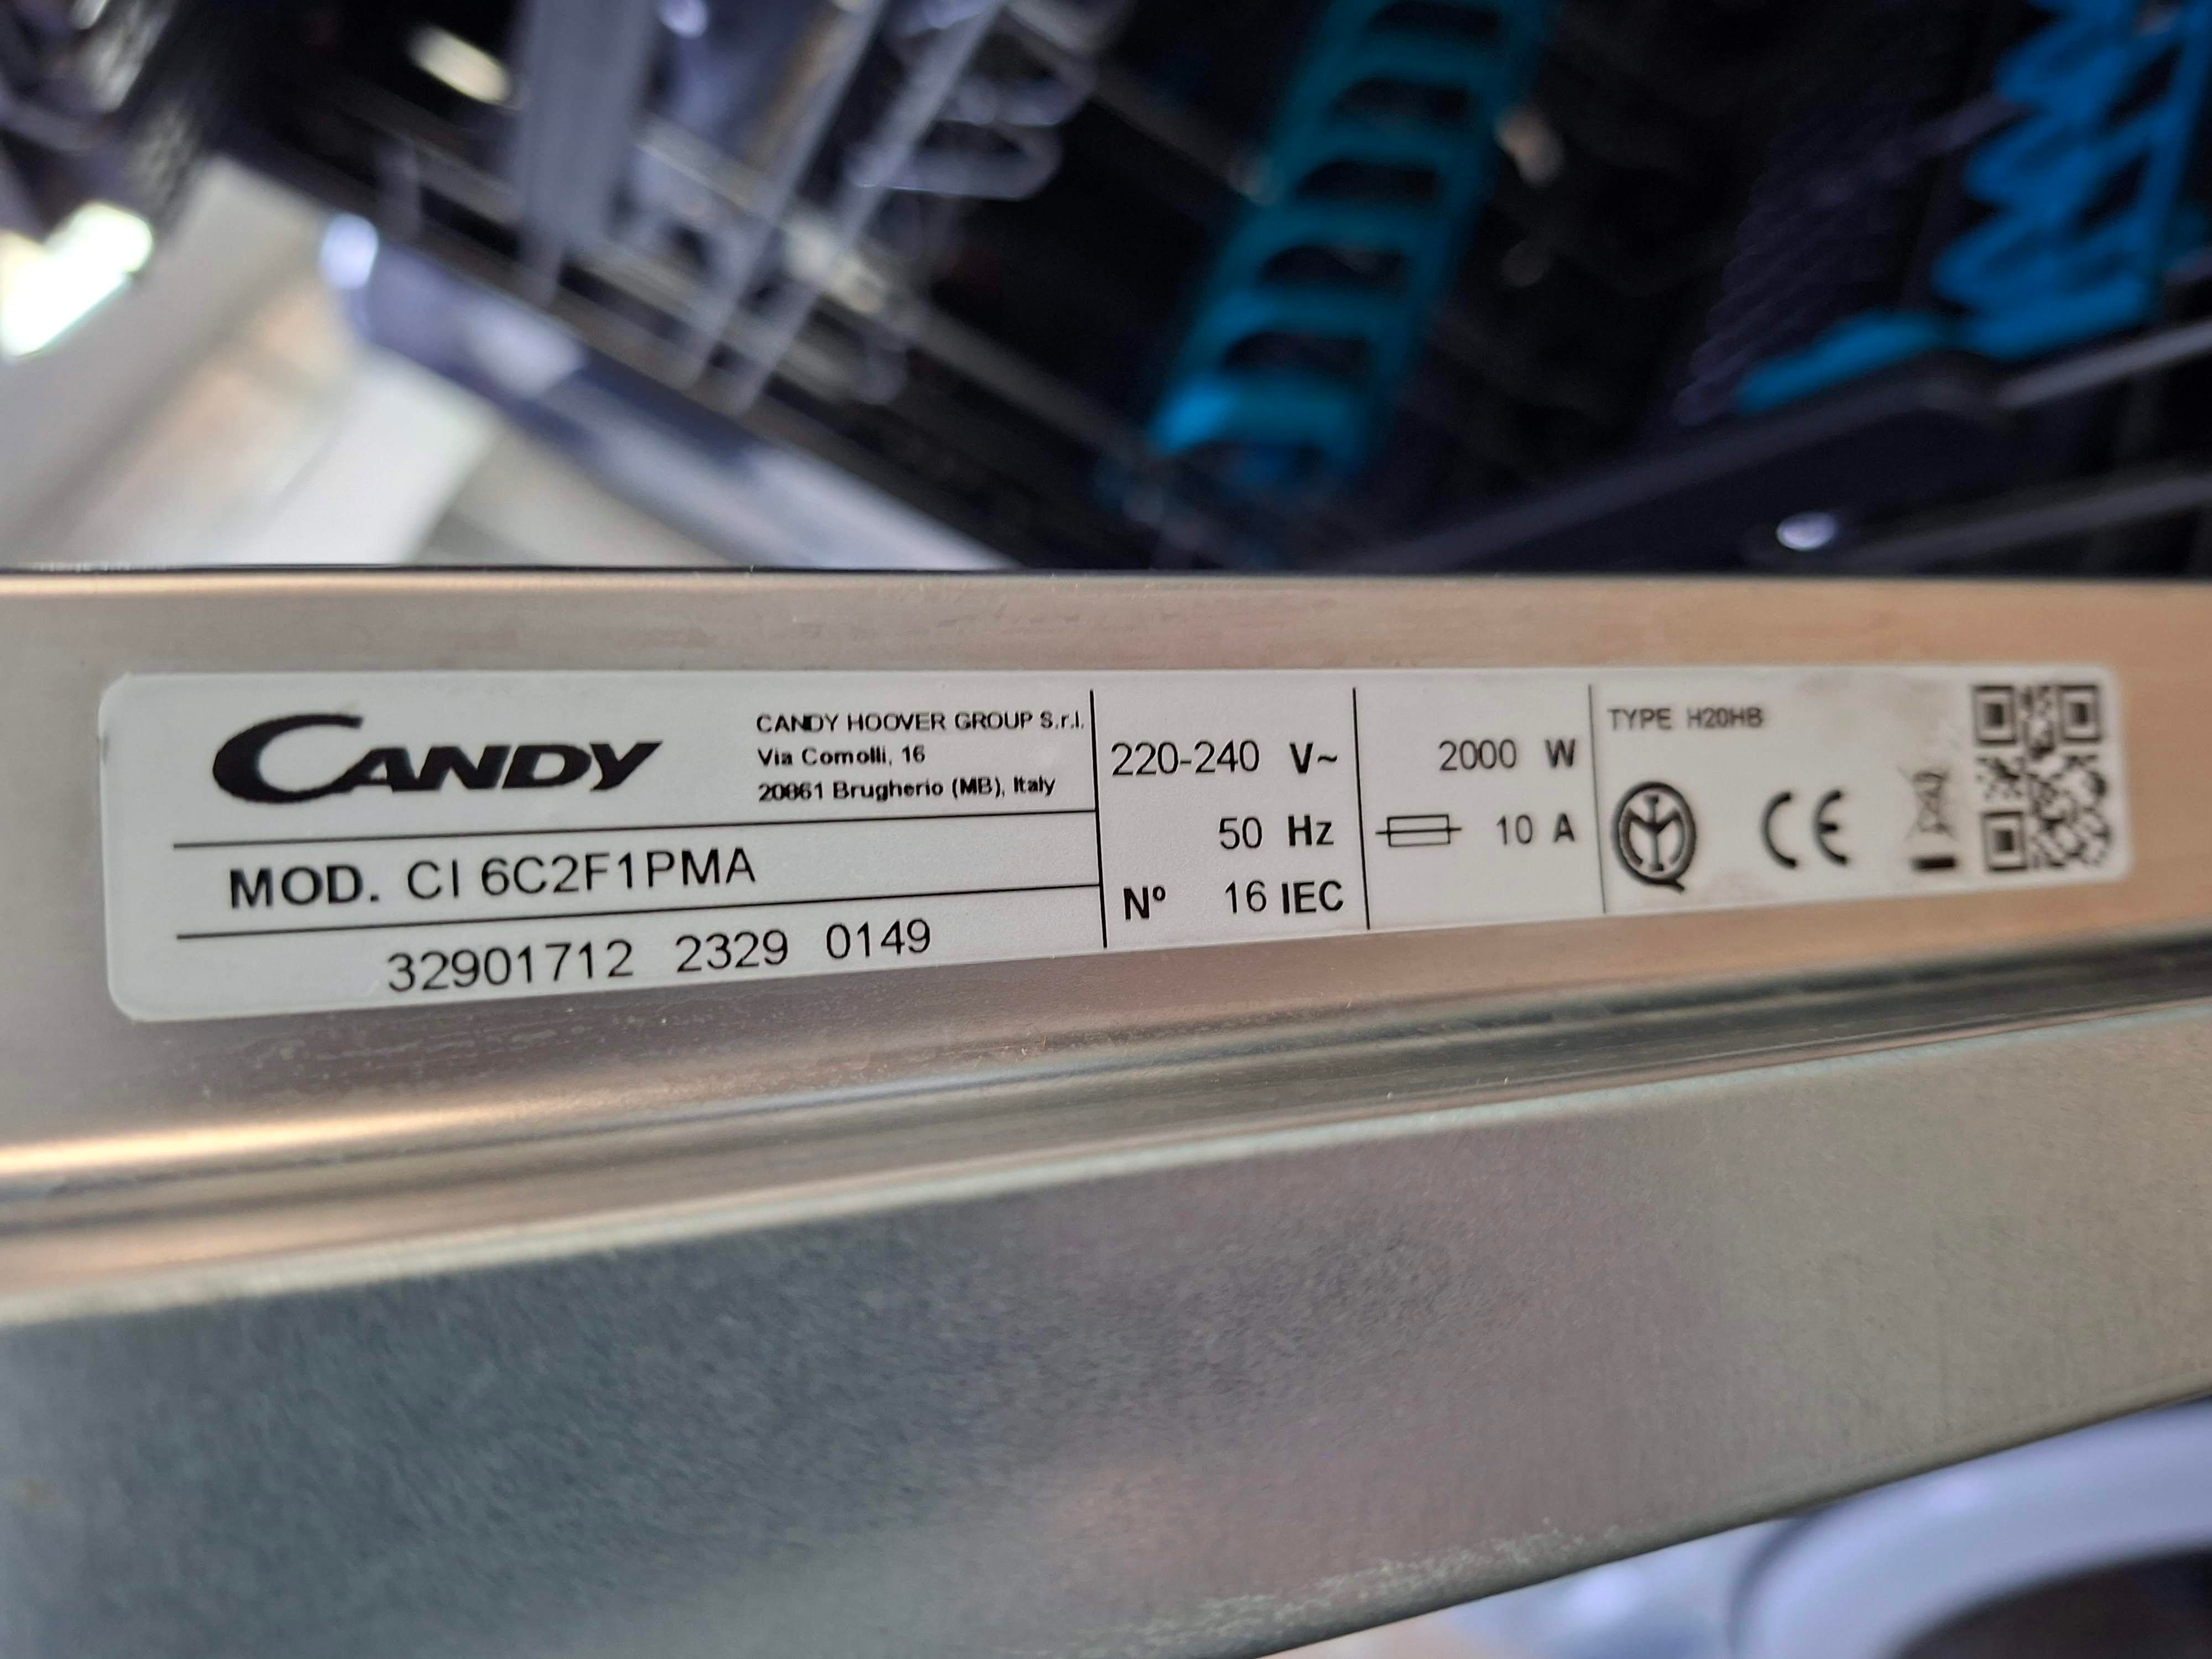 CANDY
CANDY HOOVER GROUP S.r.l.
Via Comolli, 16
20861 Brugherio (MB), Italy
MOD. CI 6C2F1PMA
32901712 2329 0149
220-240 V~
50 Hz
Nº 16 IEC
2000 W
10 A
TYPE H20HB
CE